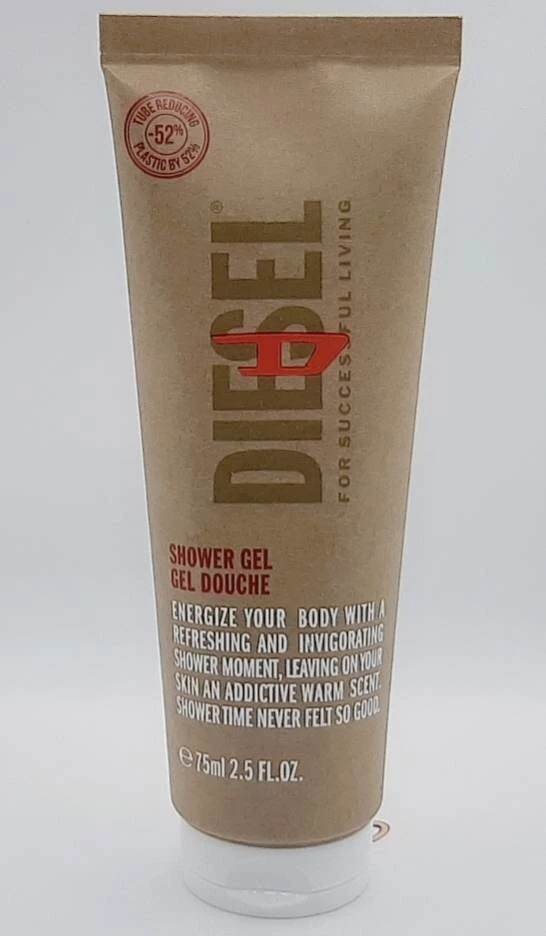 TUBE REDUCING
-52%
PLASTIC BY 52%
DIESEL®
FOR SUCCESSFUL LIVING
D
SHOWER GEL
GEL DOUCHE
ENERGIZE YOUR BODY WITH A
REFRESHING AND INVIGORATING
SHOWER MOMENT, LEAVING ON YOUR
SKIN AN ADDICTIVE WARM SCENT.
SHOWERTIME NEVER FELT SO GOOD.
℮ 75ml 2.5 FL.OZ.